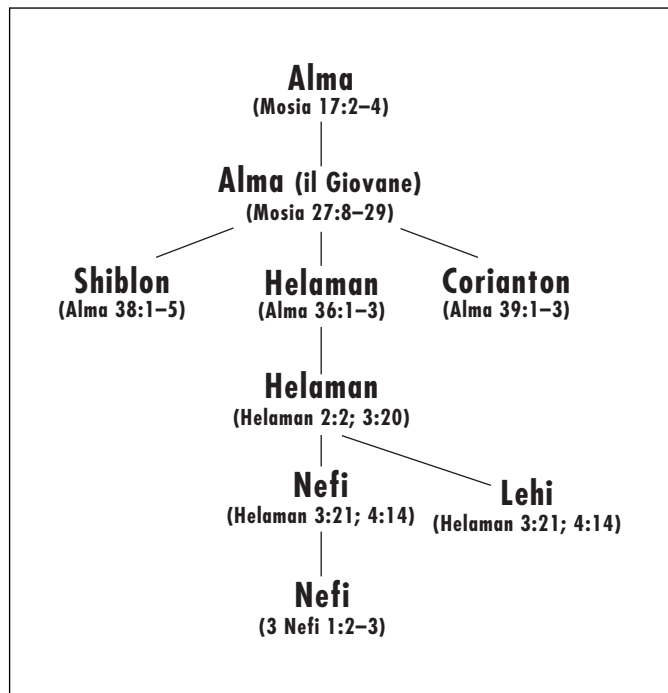 Alma
(Mosia 17:2–4)
Alma (il Giovane)
(Mosia 27:8–29)
Shiblon
(Alma 38:1–5)
Helaman
(Alma 36:1–3)
Corianton
(Alma 39:1–3)
Helaman
(Helaman 2:2; 3:20)
Nefi
(Helaman 3:21; 4:14)
Lehi
(Helaman 3:21; 4:14)
Nefi
(3 Nefi 1:2–3)